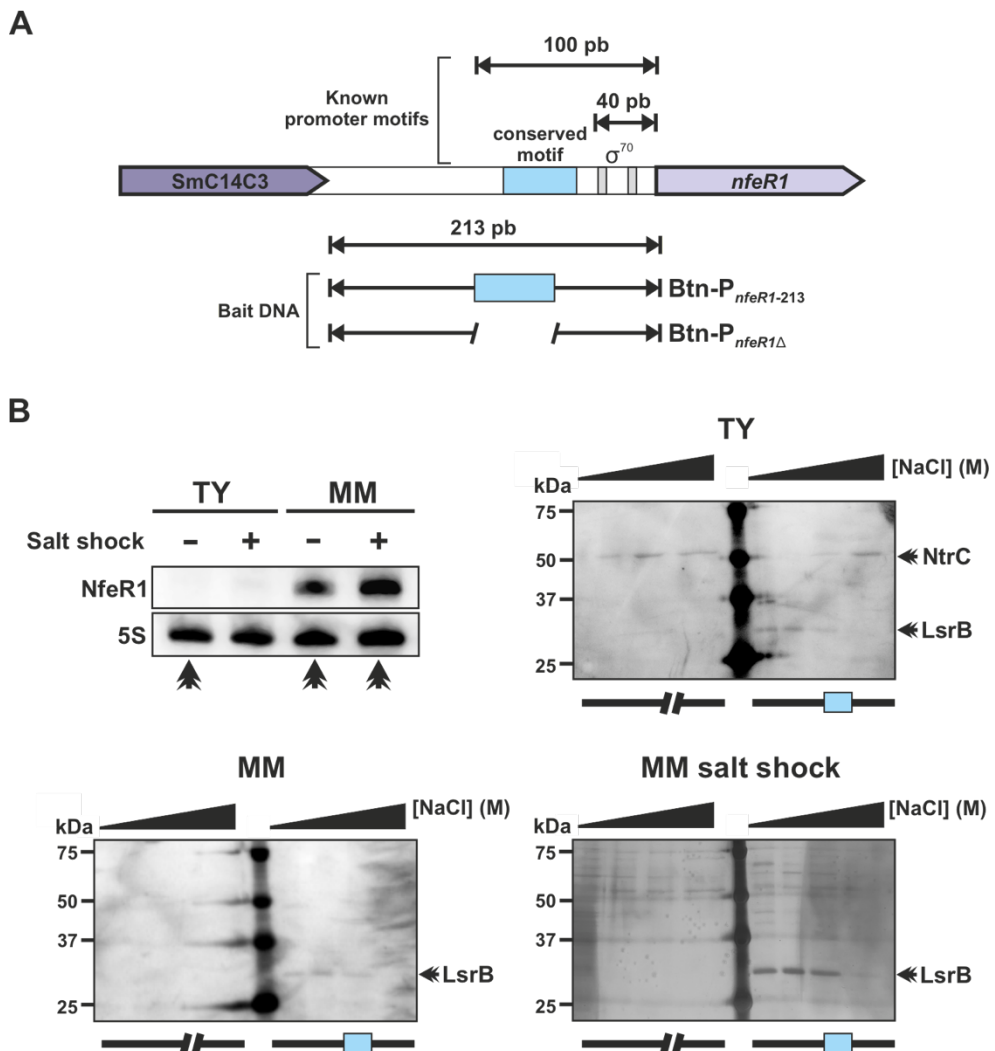 A
100 pb
Known
promoter motifs
40 pb
conserved
motif
σ70
SmC14C3
nfeR1
213 pb
Bait DNA
Btn-PnfeR1-213
Btn-PnfeR1Δ
B
TY
MM
Salt shock
- + - +
NfeR1
5S
TY
[NaCl] (M)
kDa
75
50
37
25
NtrC
LsrB
MM
[NaCl] (M)
kDa
75
50
37
25
LsrB
MM salt shock
[NaCl] (M)
kDa
75
50
37
25
LsrB